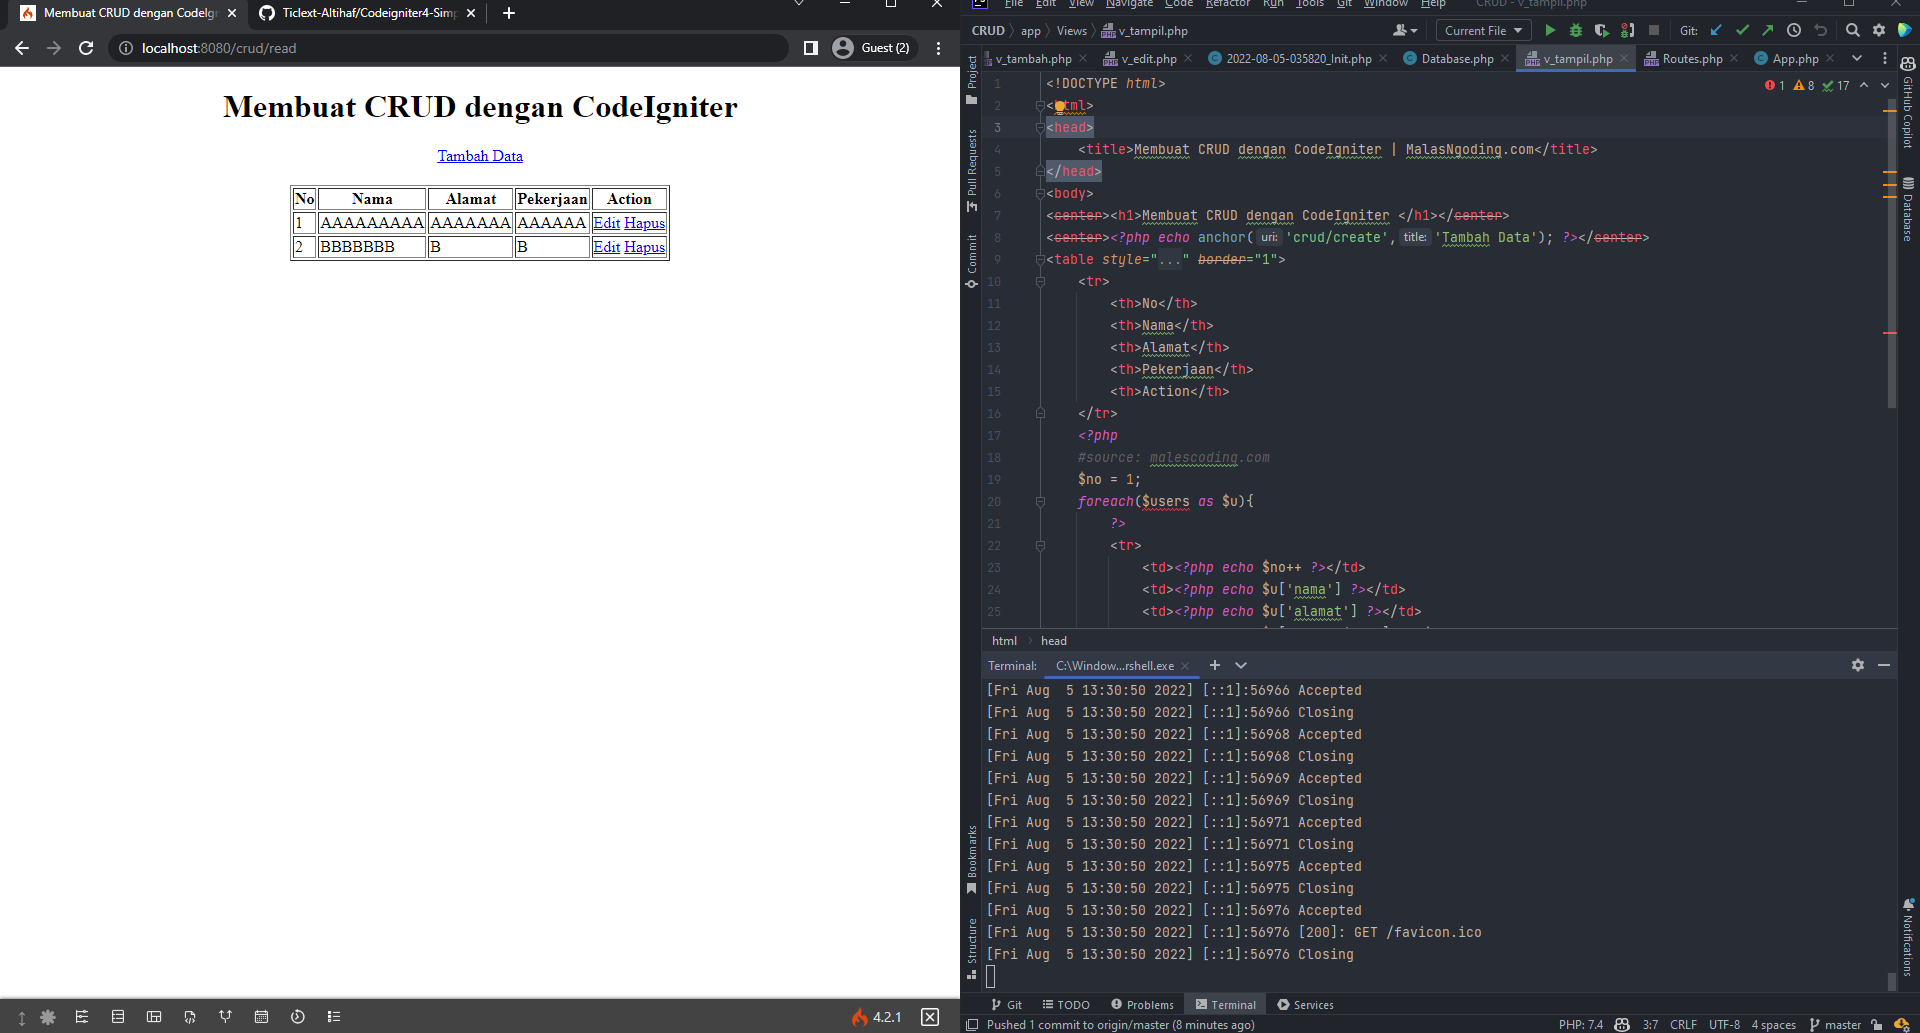 Membuat CRUD dengan CodeIgn
Ticlext-Altihaf/Codeigniter4-Simp
localhost:8080/crud/read
Guest (2)
Membuat CRUD dengan CodeIgniter
Tambah Data
No Nama Alamat Pekerjaan Action
1 AAAAAAAAA AAAAAAA AAAAAA Edit Hapus
2 BBBBBBB B B Edit Hapus
4.2.1
File Edit View Navigate Code Refactor Run Tools Git Window Help CRUD - v_tampil.php
CRUD app Views v_tampil.php Current File Git:
v_tambah.php v_edit.php 2022-08-05-035820_Init.php Database.php v_tampil.php Routes.php App.php
1 8 17
1 <!DOCTYPE html>
2 <html>
3 <head>
4 <title>Membuat CRUD dengan CodeIgniter | MalasNgoding.com</title>
5 </head>
6 <body>
7 <center><h1>Membuat CRUD dengan CodeIgniter </h1></center>
8 <center><?php echo anchor( uri: 'crud/create', title: 'Tambah Data'); ?></center>
9 <table style="..." border="1">
10 <tr>
11 <th>No</th>
12 <th>Nama</th>
13 <th>Alamat</th>
14 <th>Pekerjaan</th>
15 <th>Action</th>
16 </tr>
17 <?php
18 #source: malescoding.com
19 $no = 1;
20 foreach($users as $u){
21 ?>
22 <tr>
23 <td><?php echo $no++ ?></td>
24 <td><?php echo $u['nama'] ?></td>
25 <td><?php echo $u['alamat'] ?></td>
html head
Terminal: C:\Window...rshell.exe
[Fri Aug  5 13:30:50 2022] [::1]:56966 Accepted
[Fri Aug  5 13:30:50 2022] [::1]:56966 Closing
[Fri Aug  5 13:30:50 2022] [::1]:56968 Accepted
[Fri Aug  5 13:30:50 2022] [::1]:56968 Closing
[Fri Aug  5 13:30:50 2022] [::1]:56969 Accepted
[Fri Aug  5 13:30:50 2022] [::1]:56969 Closing
[Fri Aug  5 13:30:50 2022] [::1]:56971 Accepted
[Fri Aug  5 13:30:50 2022] [::1]:56971 Closing
[Fri Aug  5 13:30:50 2022] [::1]:56975 Accepted
[Fri Aug  5 13:30:50 2022] [::1]:56975 Closing
[Fri Aug  5 13:30:50 2022] [::1]:56976 Accepted
[Fri Aug  5 13:30:50 2022] [::1]:56976 [200]: GET /favicon.ico
[Fri Aug  5 13:30:50 2022] [::1]:56976 Closing
Git TODO Problems Terminal Services
Pushed 1 commit to origin/master (8 minutes ago) PHP: 7.4 3:7 CRLF UTF-8 4 spaces master
Project
Pull Requests
Commit
Bookmarks
Structure
GitHub Copilot
Database
Notifications